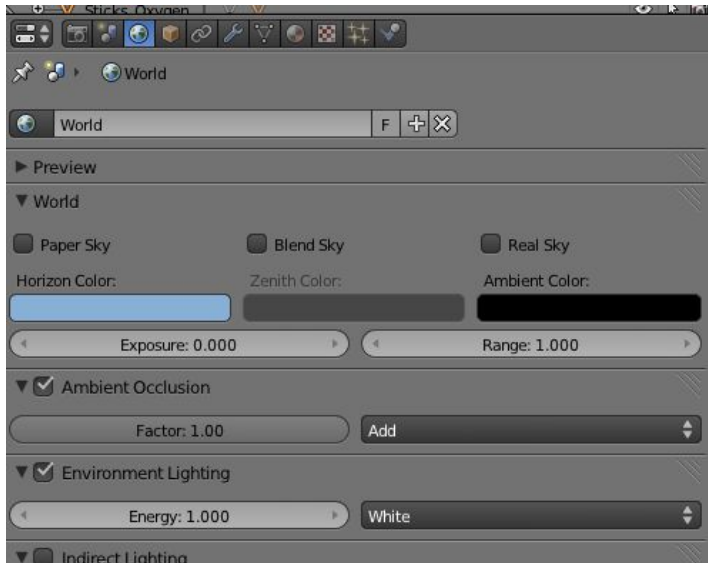 Sticks_Oxygen
World
World F
Preview
World
Paper Sky Blend Sky Real Sky
Horizon Color: Zenith Color: Ambient Color:
Exposure: 0.000 Range: 1.000
Ambient Occlusion
Factor: 1.00 Add
Environment Lighting
Energy: 1.000 White
Indirect Lighting